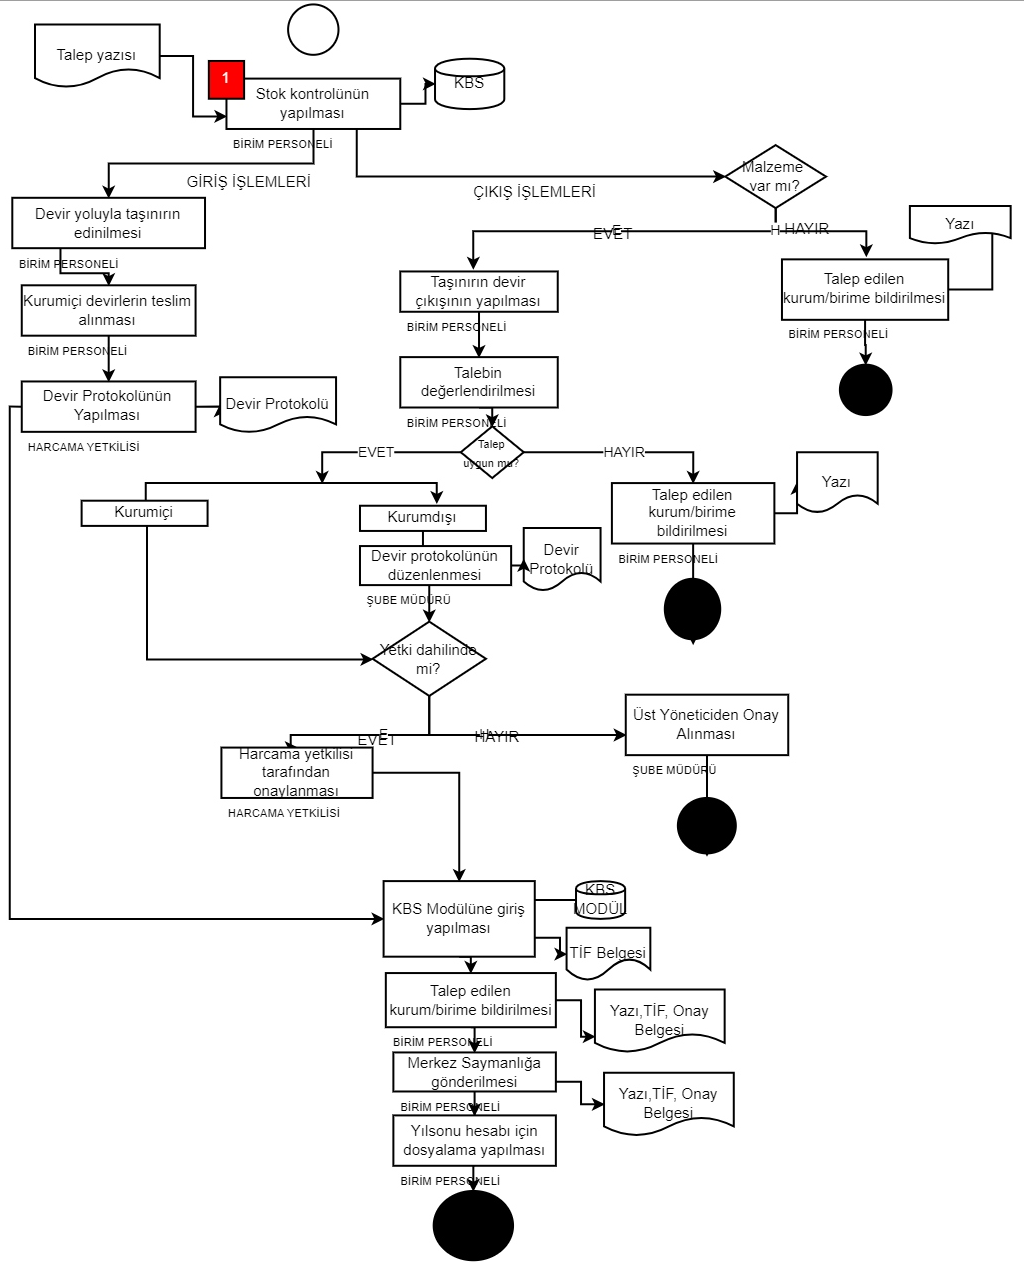 Talep yazısı
1
Stok kontrolünün
yapılması
KBS
BİRİM PERSONELİ
GİRİŞ İŞLEMLERİ
ÇIKIŞ İŞLEMLERİ
Malzeme
var mı?
Devir yoluyla taşınırın
edinilmesi
BİRİM PERSONELİ
E
EVET
H
HAYIR
Yazı
Kurumiçi devirlerin teslim
alınması
BİRİM PERSONELİ
Taşınırın devir
çıkışının yapılması
BİRİM PERSONELİ
Talep edilen
kurum/birime bildirilmesi
BİRİM PERSONELİ
Devir Protokolünün
Yapılması
HARCAMA YETKİLİSİ
Devir Protokolü
Talebin
değerlendirilmesi
BİRİM PERSONELİ
Talep
uygun mu?
EVET
HAYIR
Kurumiçi
Kurumdışı
Talep edilen
kurum/birime
bildirilmesi
BİRİM PERSONELİ
Yazı
Devir protokolünün
düzenlenmesi
ŞUBE MÜDÜRÜ
Devir
Protokolü
Yetki dahilinde
mi?
E
EVET
H
HAYIR
Üst Yöneticiden Onay
Alınması
ŞUBE MÜDÜRÜ
Harcama yetkilisi
tarafından
onaylanması
HARCAMA YETKİLİSİ
KBS Modülüne giriş
yapılması
KBS
MODÜL
TİF Belgesi
Talep edilen
kurum/birime bildirilmesi
BİRİM PERSONELİ
Yazı,TİF, Onay
Belgesi
Merkez Saymanlığa
gönderilmesi
BİRİM PERSONELİ
Yazı,TİF, Onay
Belgesi
Yılsonu hesabı için
dosyalama yapılması
BİRİM PERSONELİ